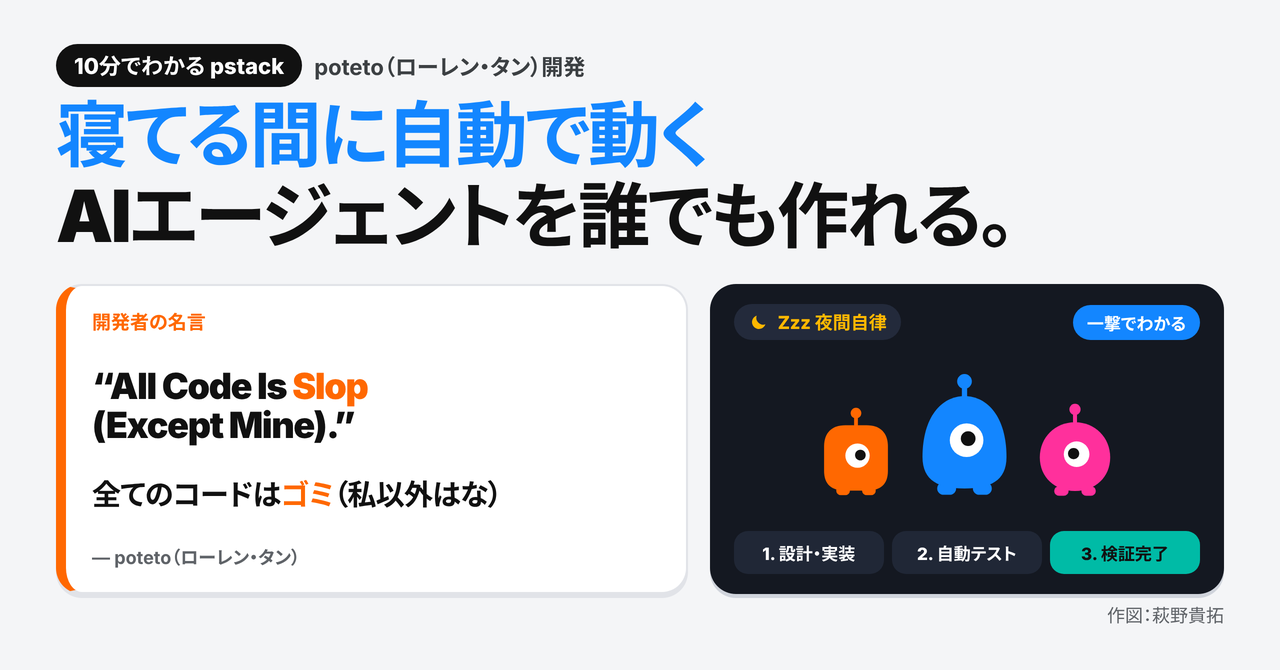 10分でわかる pstack
poteto（ローレン・タン）開発
寝てる間に自動で動く
AIエージェントを誰でも作れる。
開発者の名言
“All Code Is Slop
(Except Mine).”
全てのコードはゴミ（私以外はな）
— poteto（ローレン・タン）
Zzz 夜間自律
一撃でわかる
1. 設計・実装
2. 自動テスト
3. 検証完了
作図：萩野貴拓